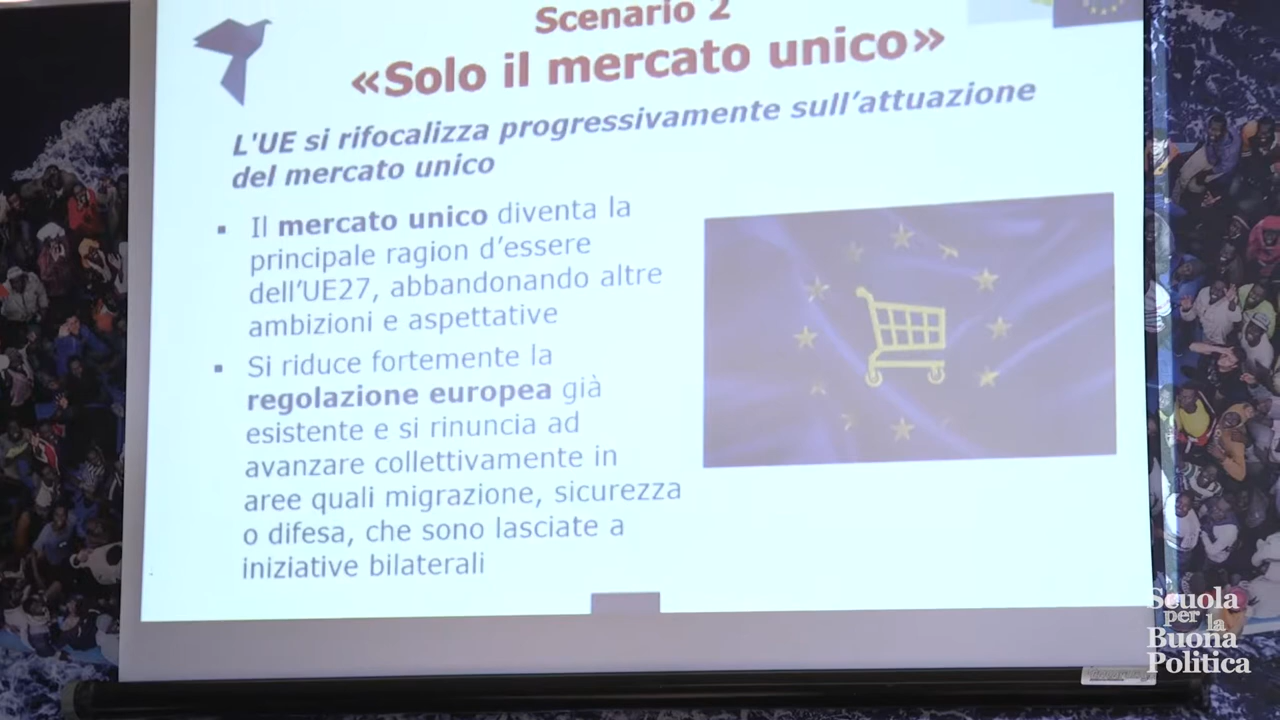 Scenario 2
«Solo il mercato unico»
L'UE si rifocalizza progressivamente sull'attuazione
del mercato unico
▪ Il mercato unico diventa la
principale ragion d'essere
dell'UE27, abbandonando altre
ambizioni e aspettative
▪ Si riduce fortemente la
regolazione europea già
esistente e si rinuncia ad
avanzare collettivamente in
aree quali migrazione, sicurezza
o difesa, che sono lasciate a
iniziative bilaterali
Scuola
per la
Buona
Politica